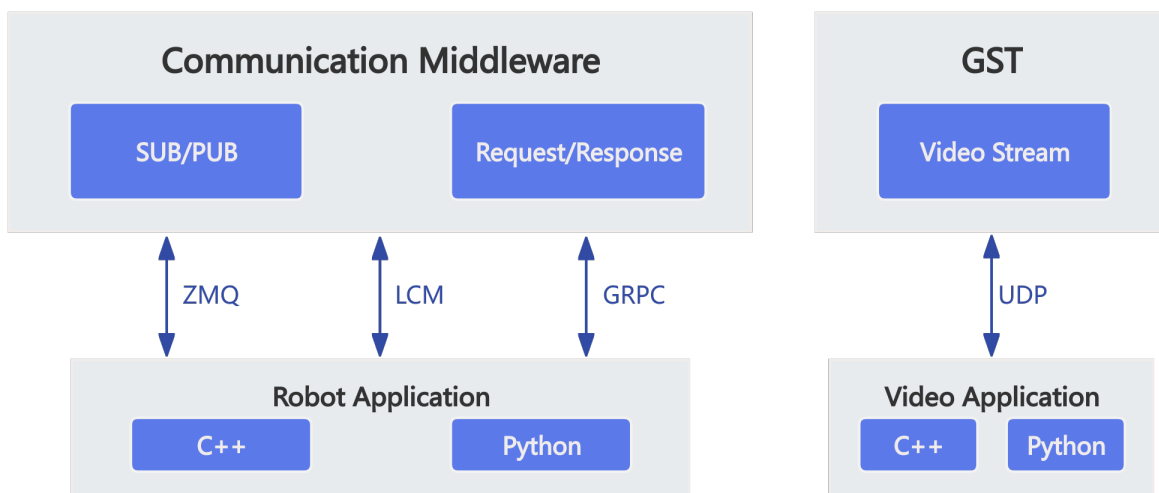 Communication Middleware
SUB/PUB
Request/Response
ZMQ
LCM
GRPC
Robot Application
C++
Python
GST
Video Stream
UDP
Video Application
C++
Python